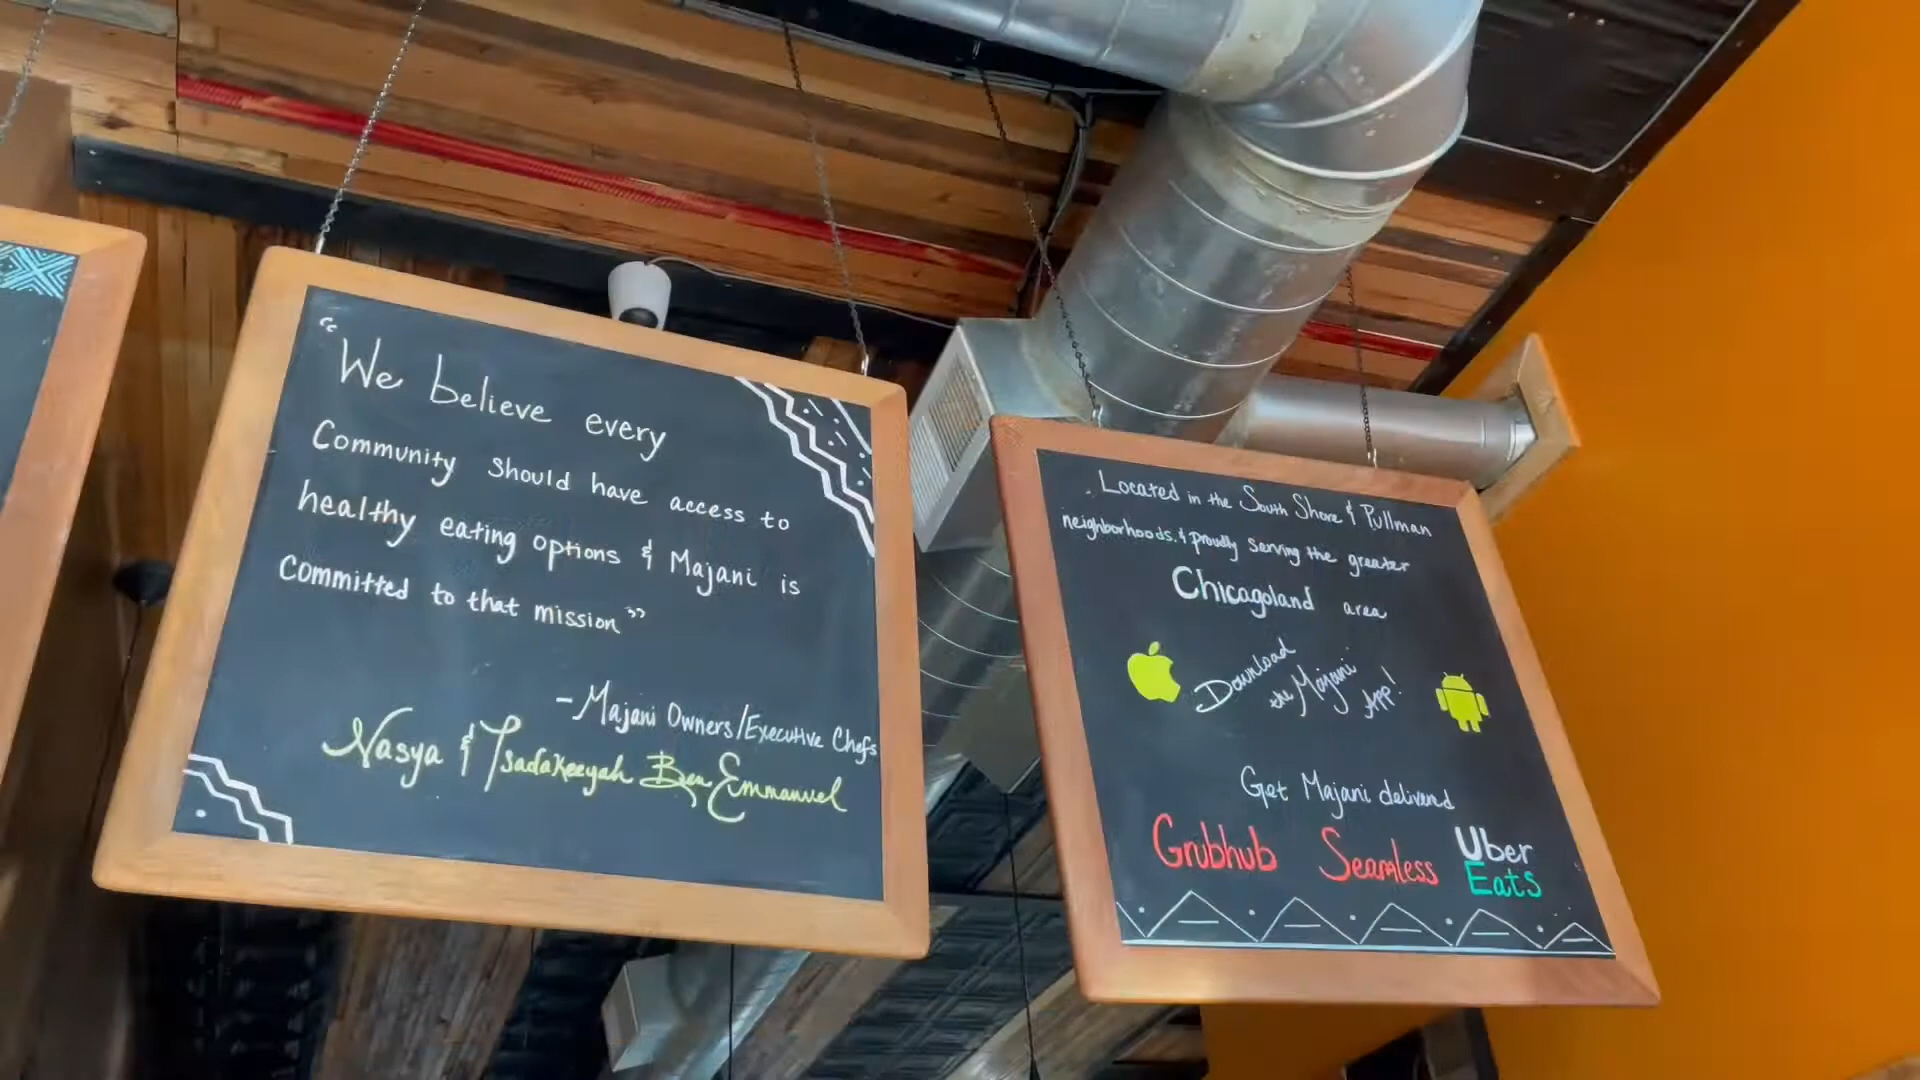 "We believe every
Community should have access to
healthy eating options & Majani is
Committed to that mission"
-Majani Owners/Executive Chefs
Nasya & Tsadakeeyah Ben Emmanuel
Located in the South Shore & Pullman
neighborhoods. & proudly serving the greater
Chicagoland area
Download
the Majani
APP!
Get Majani delivered
Grubhub Seamless Uber
Eats